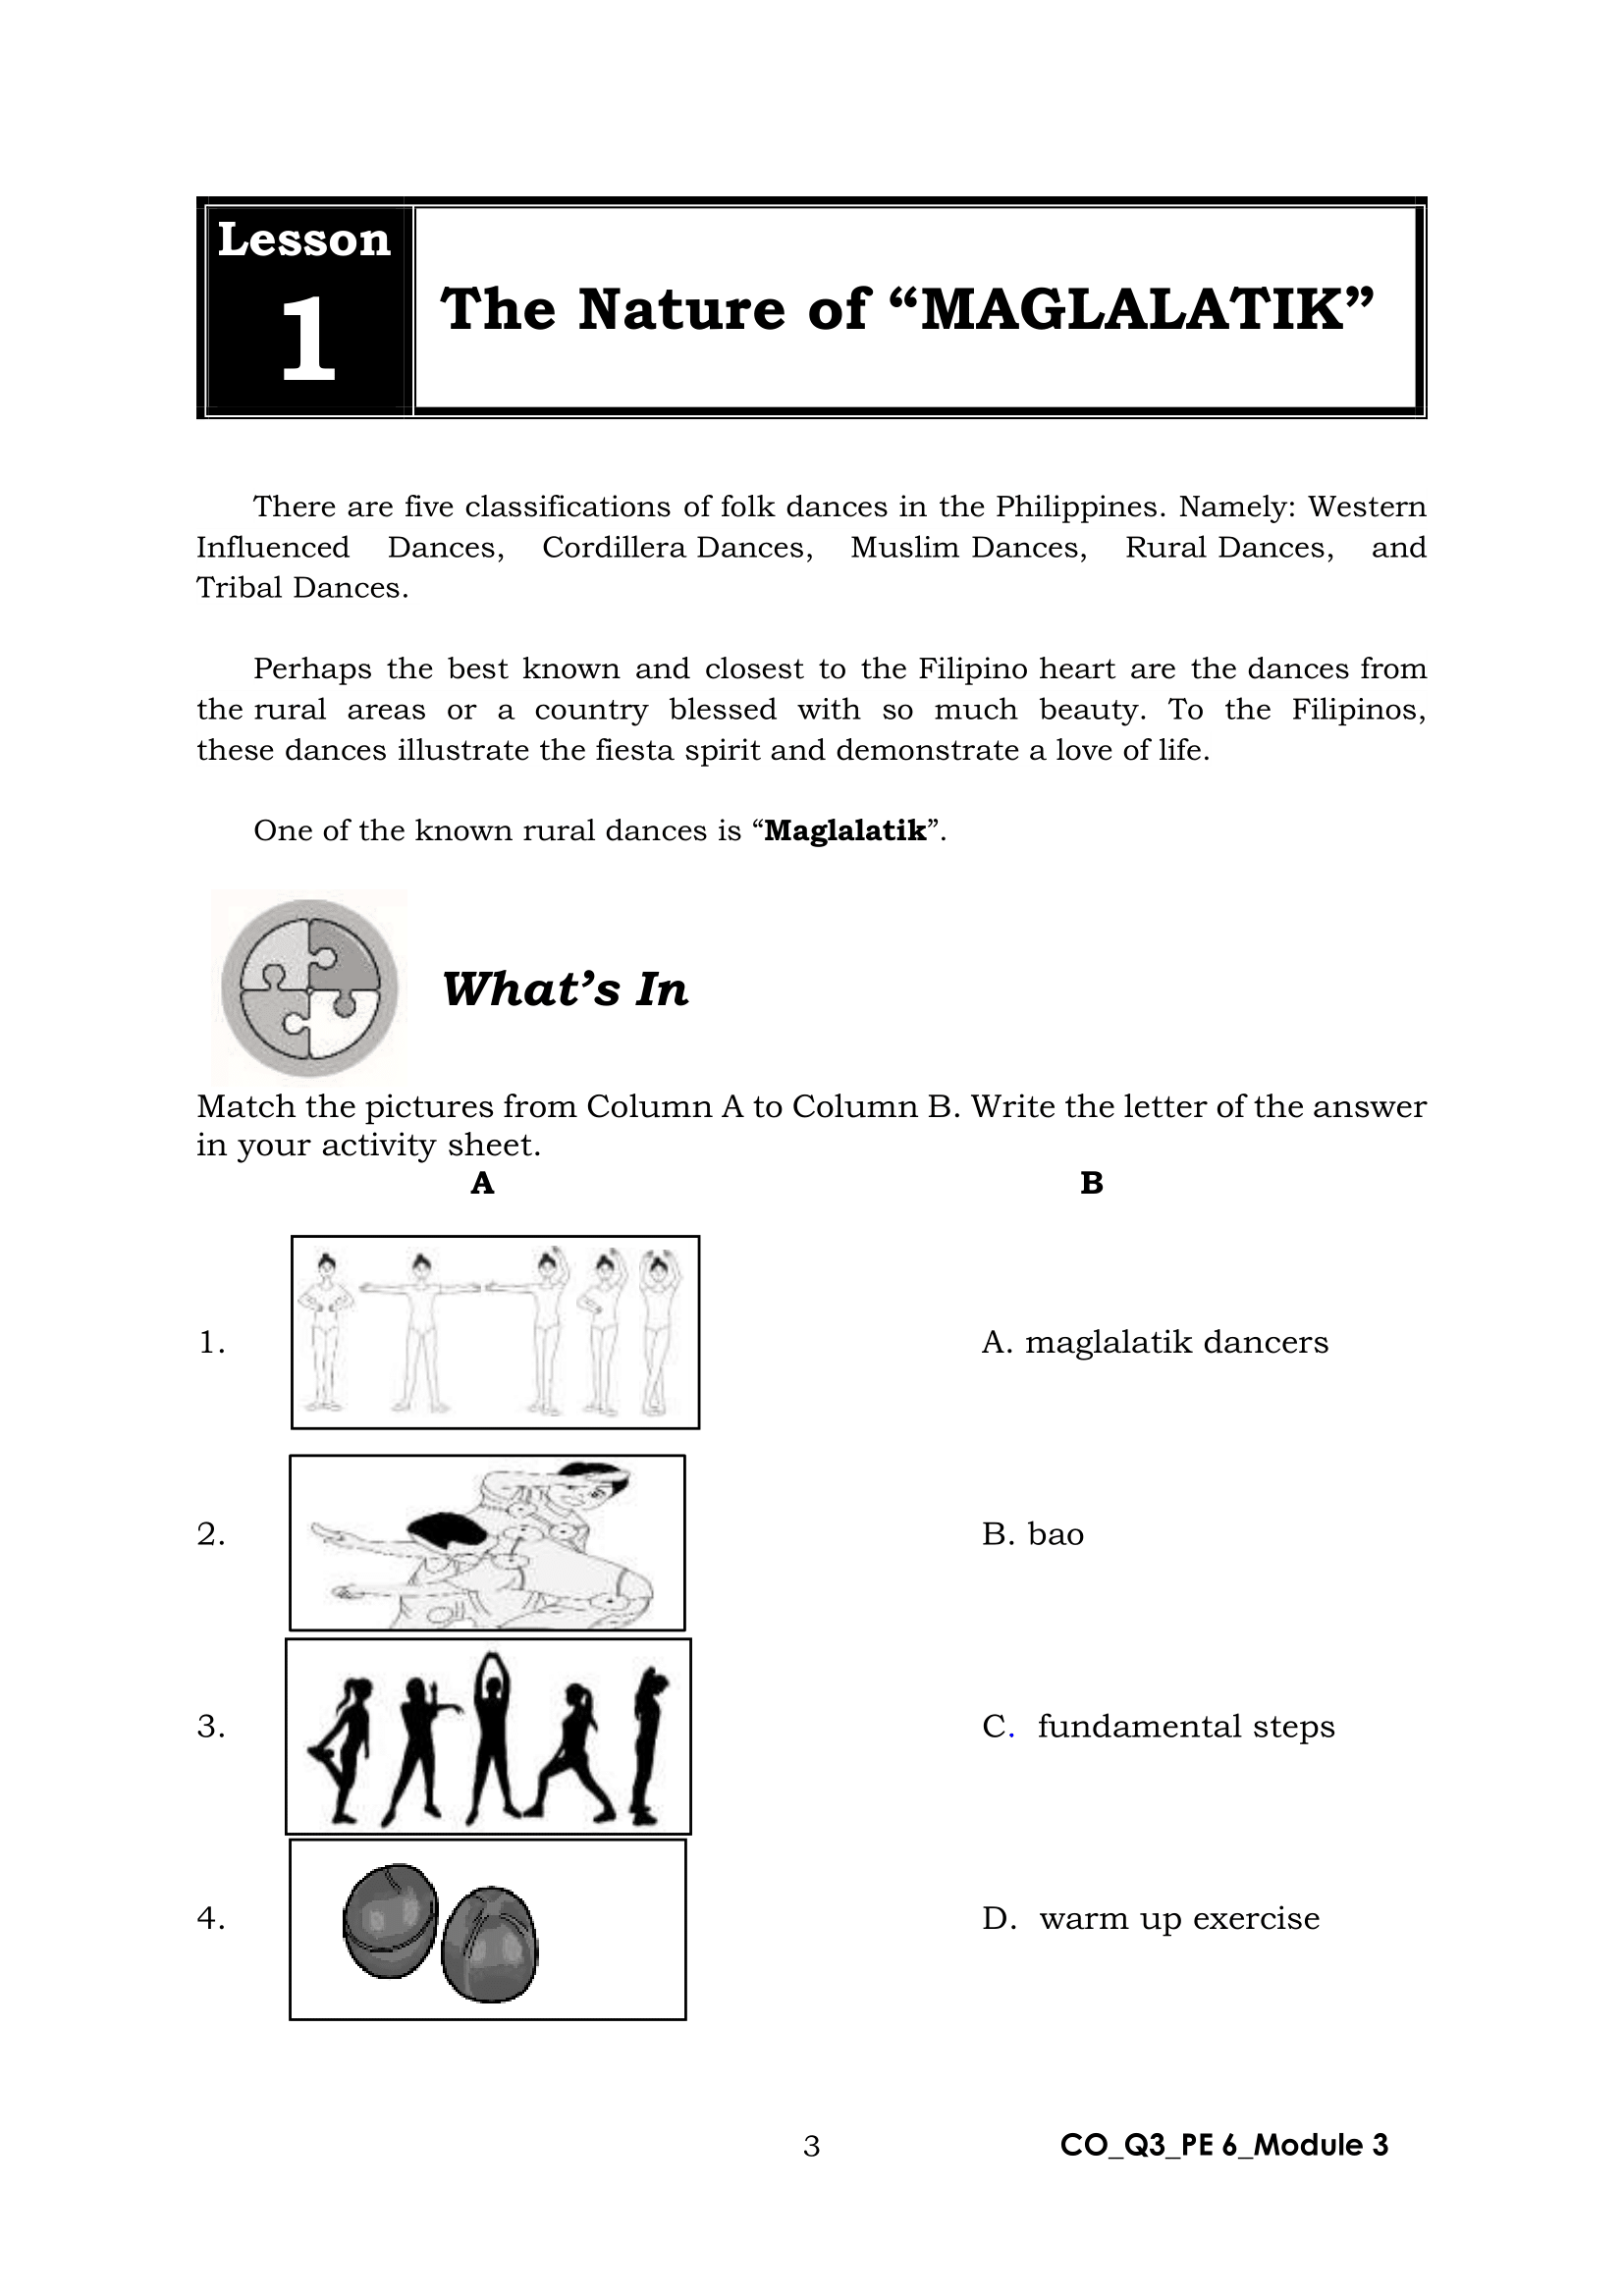 Lesson
1
The Nature of “MAGLALATIK”
There are five classifications of folk dances in the Philippines. Namely: Western
Influenced Dances, Cordillera Dances, Muslim Dances, Rural Dances, and
Tribal Dances.
Perhaps the best known and closest to the Filipino heart are the dances from
the rural areas or a country blessed with so much beauty. To the Filipinos,
these dances illustrate the fiesta spirit and demonstrate a love of life.
One of the known rural dances is “Maglalatik”.
What’s In
Match the pictures from Column A to Column B. Write the letter of the answer
in your activity sheet.
A B
1. A. maglalatik dancers
2. B. bao
3. C. fundamental steps
4. D. warm up exercise
3 CO_Q3_PE 6_Module 3